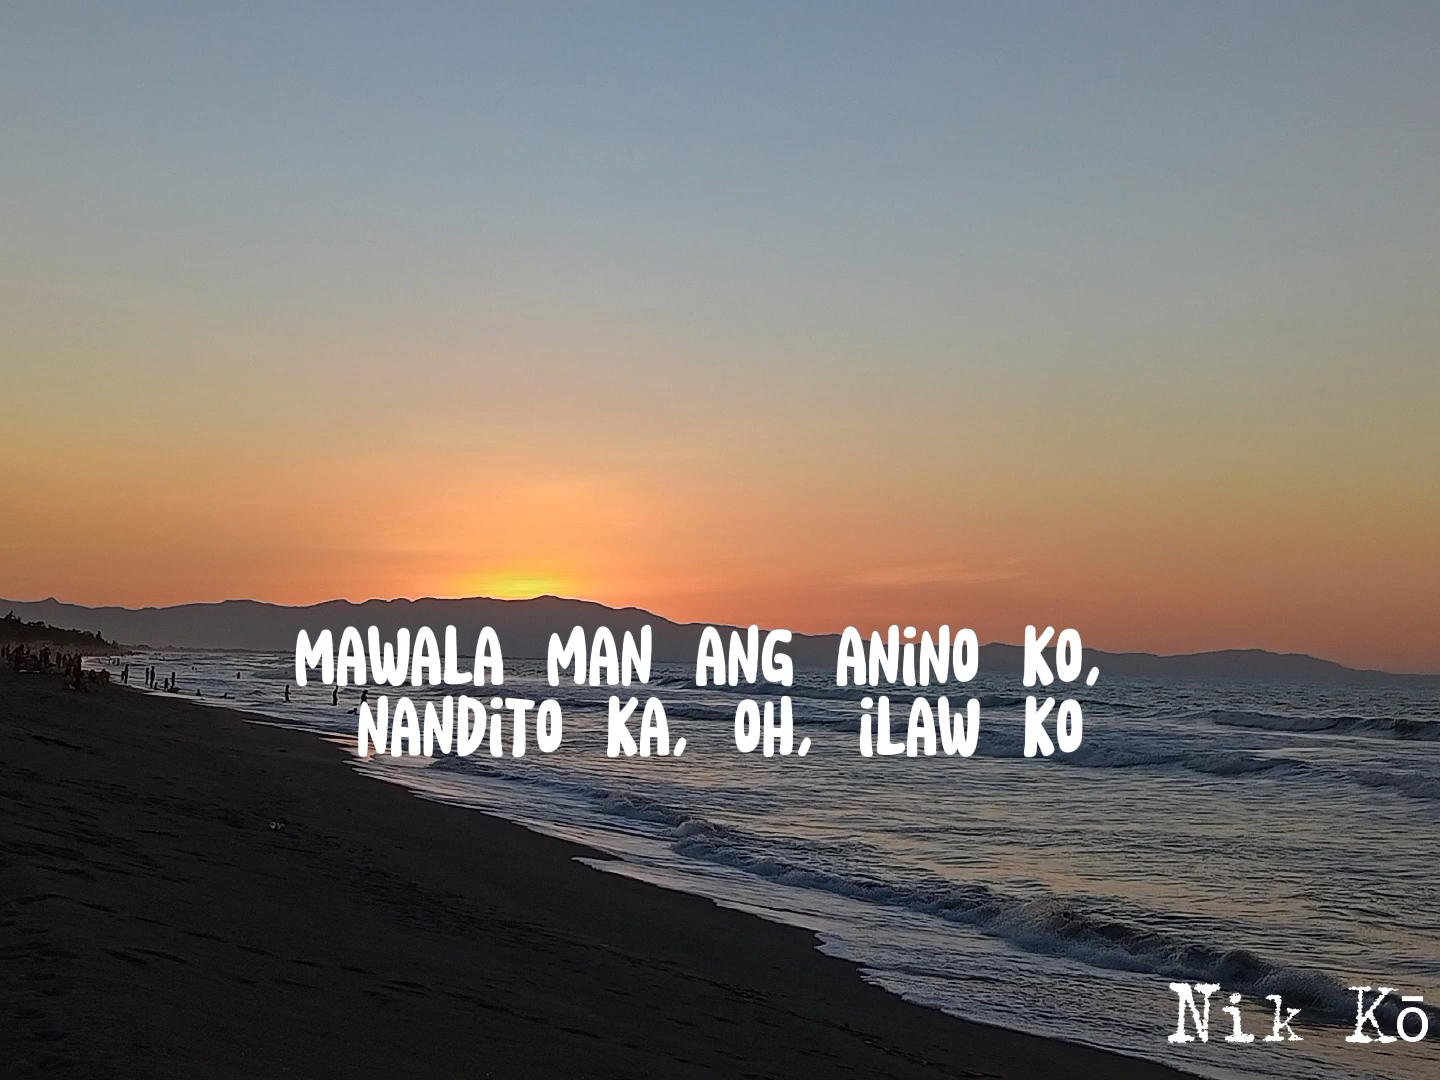 MAWALA MAN ANG ANiNO KO,
NANDiTO KA, OH, iLAW KO
Nik Kō